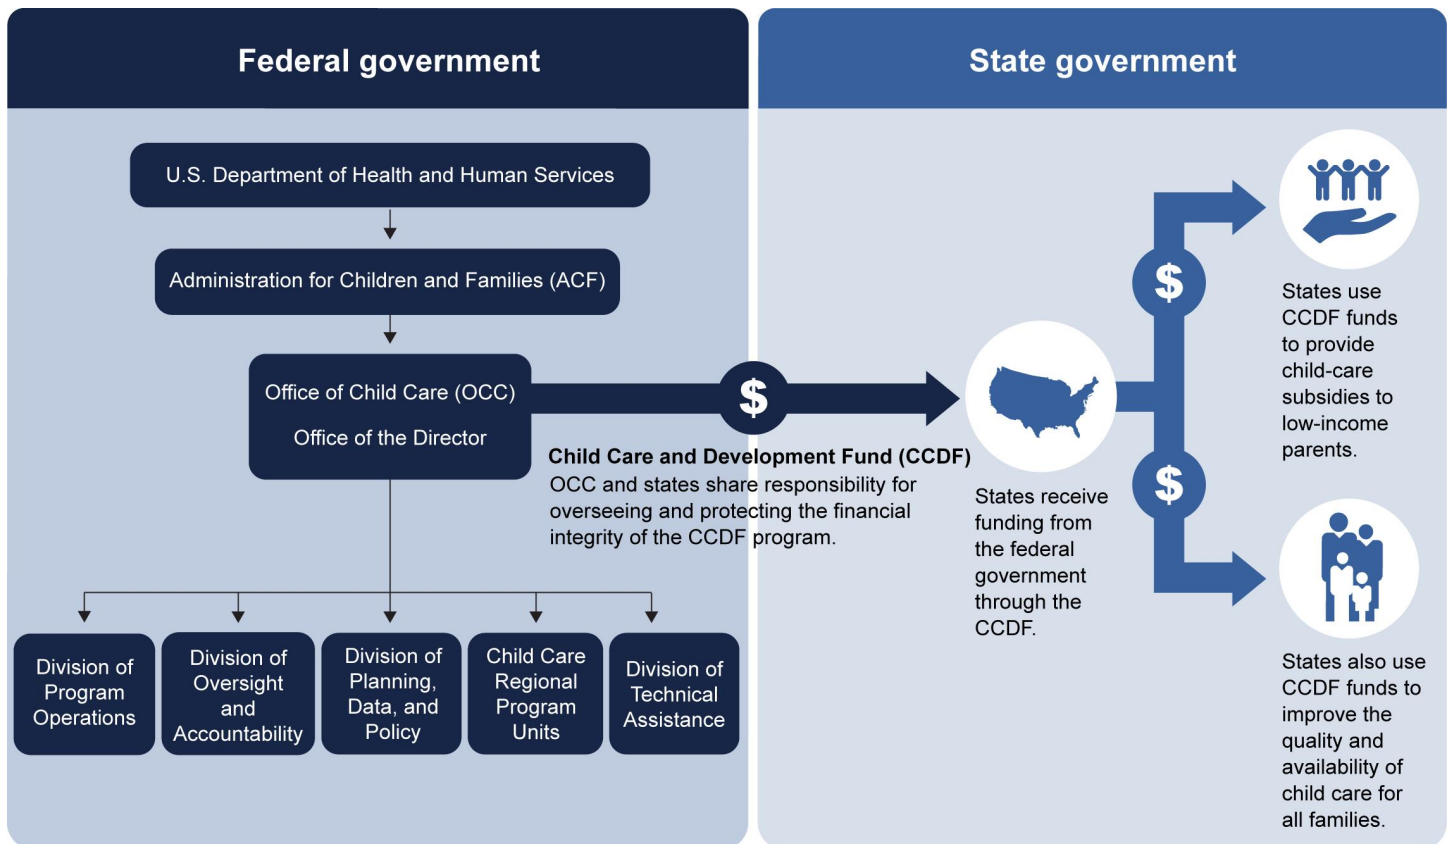 Federal government
State government
U.S. Department of Health and Human Services
Administration for Children and Families (ACF)
Office of Child Care (OCC)
Office of the Director
$
Child Care and Development Fund (CCDF)
OCC and states share responsibility for
overseeing and protecting the financial
integrity of the CCDF program.
Division of
Program
Operations
Division of
Oversight
and
Accountability
Division of
Planning,
Data, and
Policy
Child Care
Regional
Program
Units
Division of
Technical
Assistance
States receive
funding from
the federal
government
through the
CCDF.
$
$
States use
CCDF funds
to provide
child-care
subsidies to
low-income
parents.
States also use
CCDF funds to
improve the
quality and
availability of
child care for
all families.